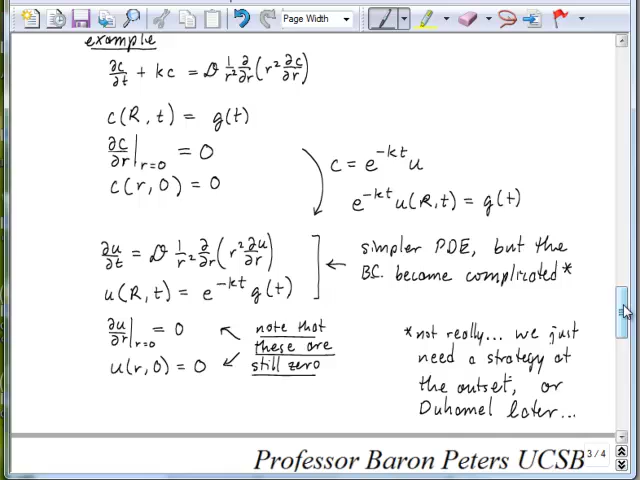 Page Width
example
∂c/∂t + kc = 𝒟 1/r² ∂/∂r (r² ∂c/∂r)
c(R, t) = g(t)
∂c/∂r |r=0 = 0
c(r, 0) = 0
c = e^-kt u
e^-kt u(R, t) = g(t)
∂u/∂t = 𝒟 1/r² ∂/∂r (r² ∂u/∂r)
u(R, t) = e^-kt g(t)
∂u/∂r |r=0 = 0
u(r, 0) = 0
simpler PDE, but the
BC. become complicated*
note that
these are
still zero
*not really... we just
need a strategy at
the outset, or
Duhamel later...
Professor Baron Peters UCSB
3/4